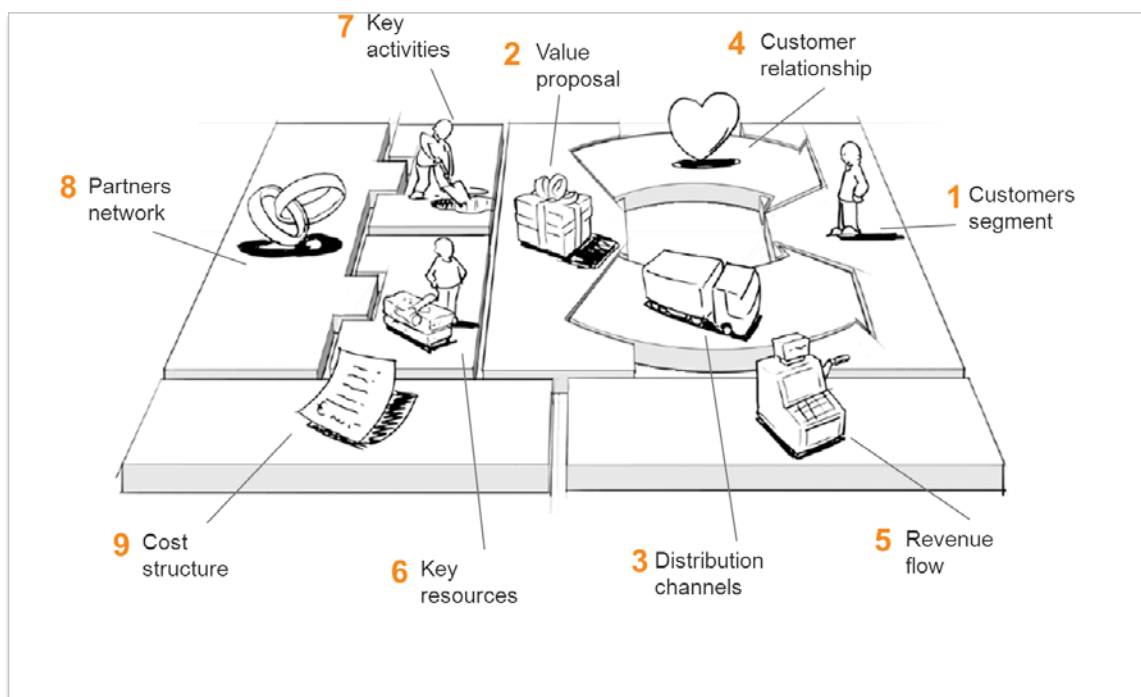 7 Key
activities
2 Value
proposal
4 Customer
relationship
8 Partners
network
1 Customers
segment
9 Cost
structure
6 Key
resources
3 Distribution
channels
5 Revenue
flow